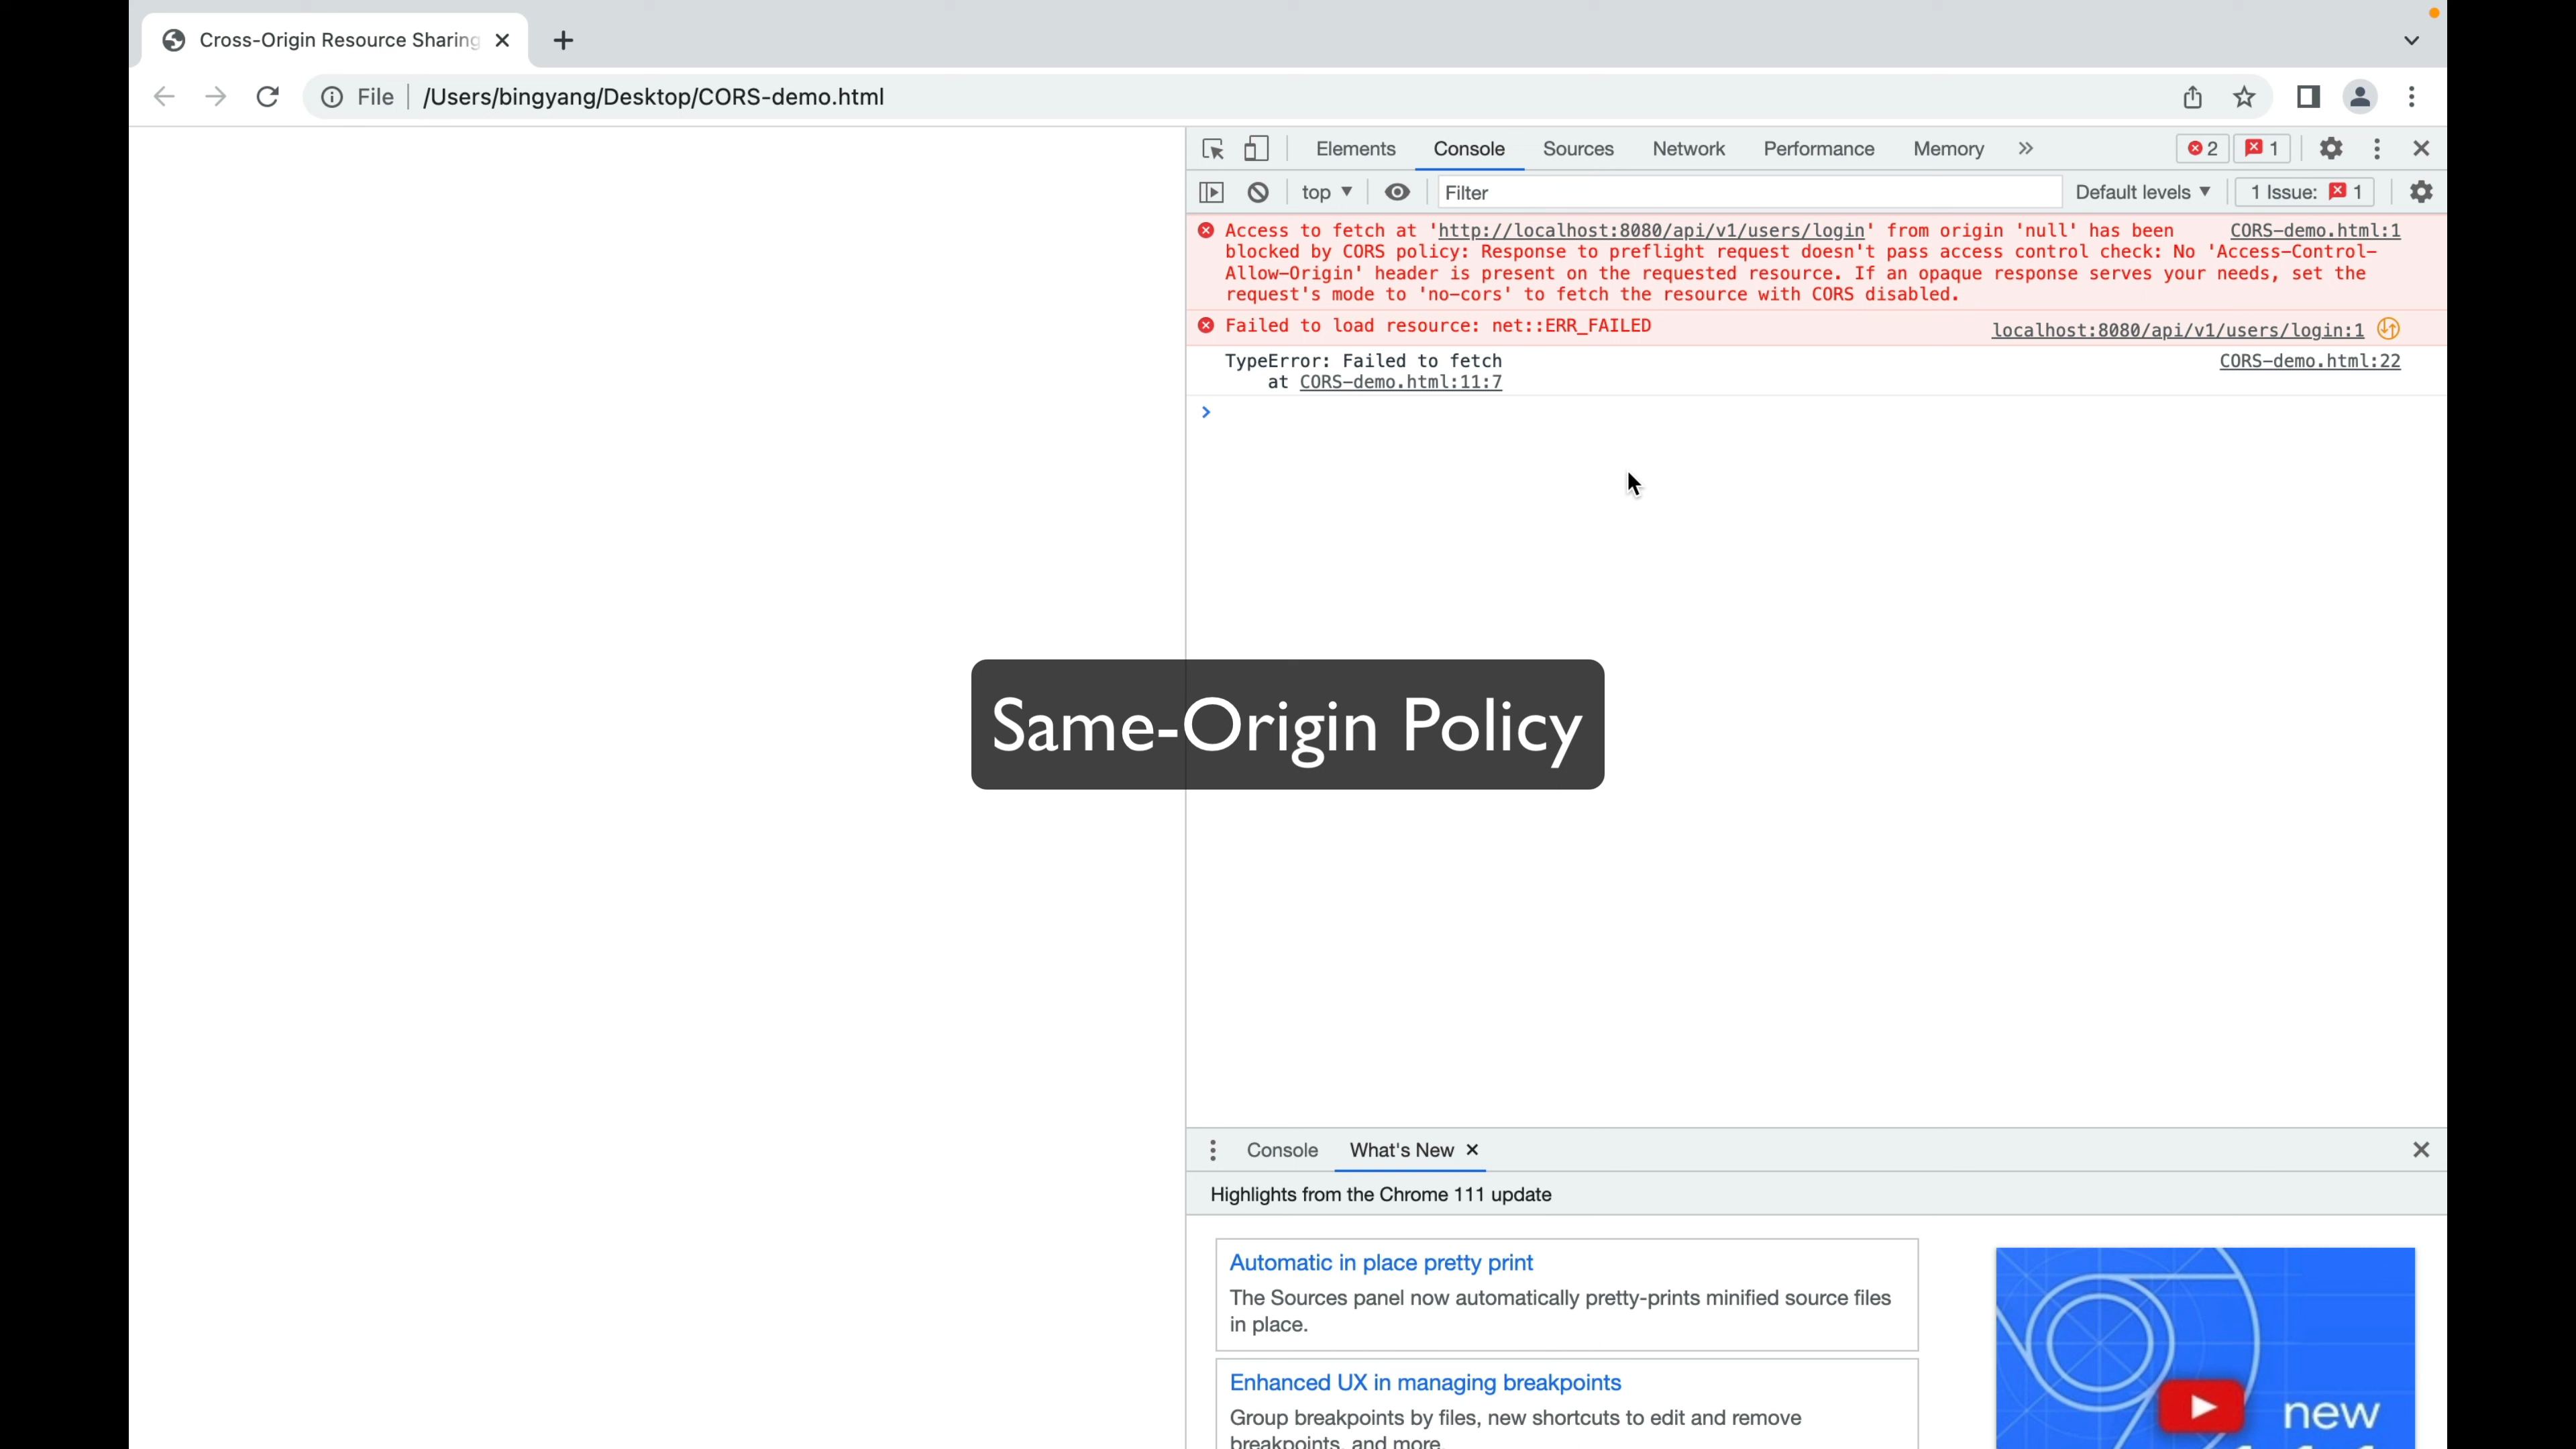 Cross-Origin Resource Sharing
File /Users/bingyang/Desktop/CORS-demo.html
Elements Console Sources Network Performance Memory 2 1
top Filter Default levels 1 Issue: 1
Access to fetch at 'http://localhost:8080/api/v1/users/login' from origin 'null' has been CORS-demo.html:1
blocked by CORS policy: Response to preflight request doesn't pass access control check: No 'Access-Control-
Allow-Origin' header is present on the requested resource. If an opaque response serves your needs, set the
request's mode to 'no-cors' to fetch the resource with CORS disabled.
Failed to load resource: net::ERR_FAILED localhost:8080/api/v1/users/login:1
TypeError: Failed to fetch CORS-demo.html:22
at CORS-demo.html:11:7
Same-Origin Policy
Console What's New
Highlights from the Chrome 111 update
Automatic in place pretty print
The Sources panel now automatically pretty-prints minified source files
in place.
Enhanced UX in managing breakpoints
Group breakpoints by files, new shortcuts to edit and remove
breakpoints, and more.
new